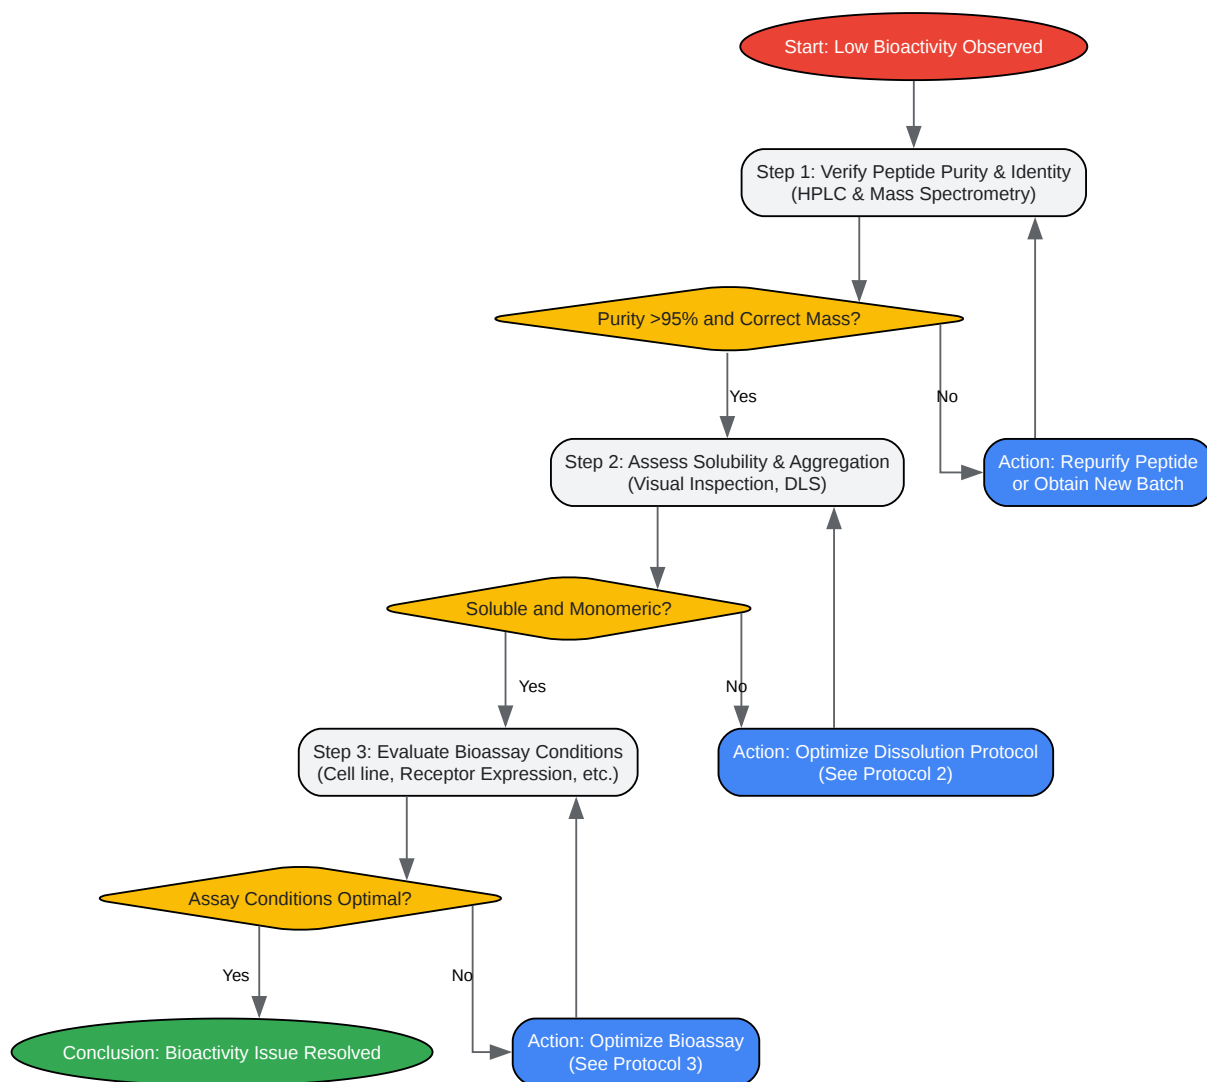 Start: Low Bioactivity Observed
Step 1: Verify Peptide Purity & Identity
(HPLC & Mass Spectrometry)
Purity >95% and Correct Mass?
Yes
No
Step 2: Assess Solubility & Aggregation
(Visual Inspection, DLS)
Action: Repurify Peptide
or Obtain New Batch
Soluble and Monomeric?
Yes
No
Step 3: Evaluate Bioassay Conditions
(Cell line, Receptor Expression, etc.)
Action: Optimize Dissolution Protocol
(See Protocol 2)
Assay Conditions Optimal?
Yes
No
Conclusion: Bioactivity Issue Resolved
Action: Optimize Bioassay
(See Protocol 3)